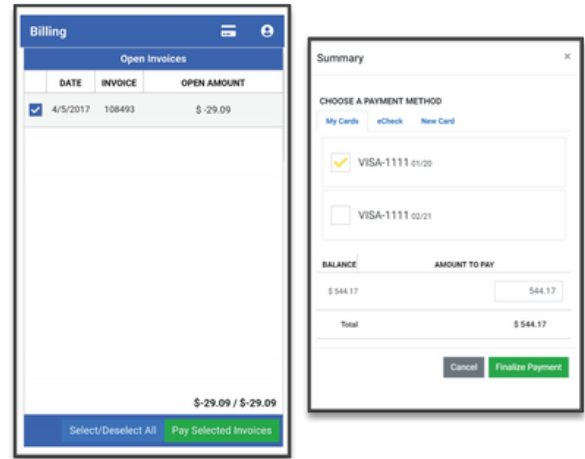 Billing
Open Invoices
DATE INVOICE OPEN AMOUNT
4/5/2017 108493 $ -29.09
$-29.09 / $-29.09
Select/Deselect All Pay Selected Invoices
Summary ×
CHOOSE A PAYMENT METHOD
My Cards eCheck New Card
VISA-1111 01/20
VISA-1111 02/21
BALANCE AMOUNT TO PAY
$ 544.17 544.17
Total $ 544.17
Cancel Finalize Payment